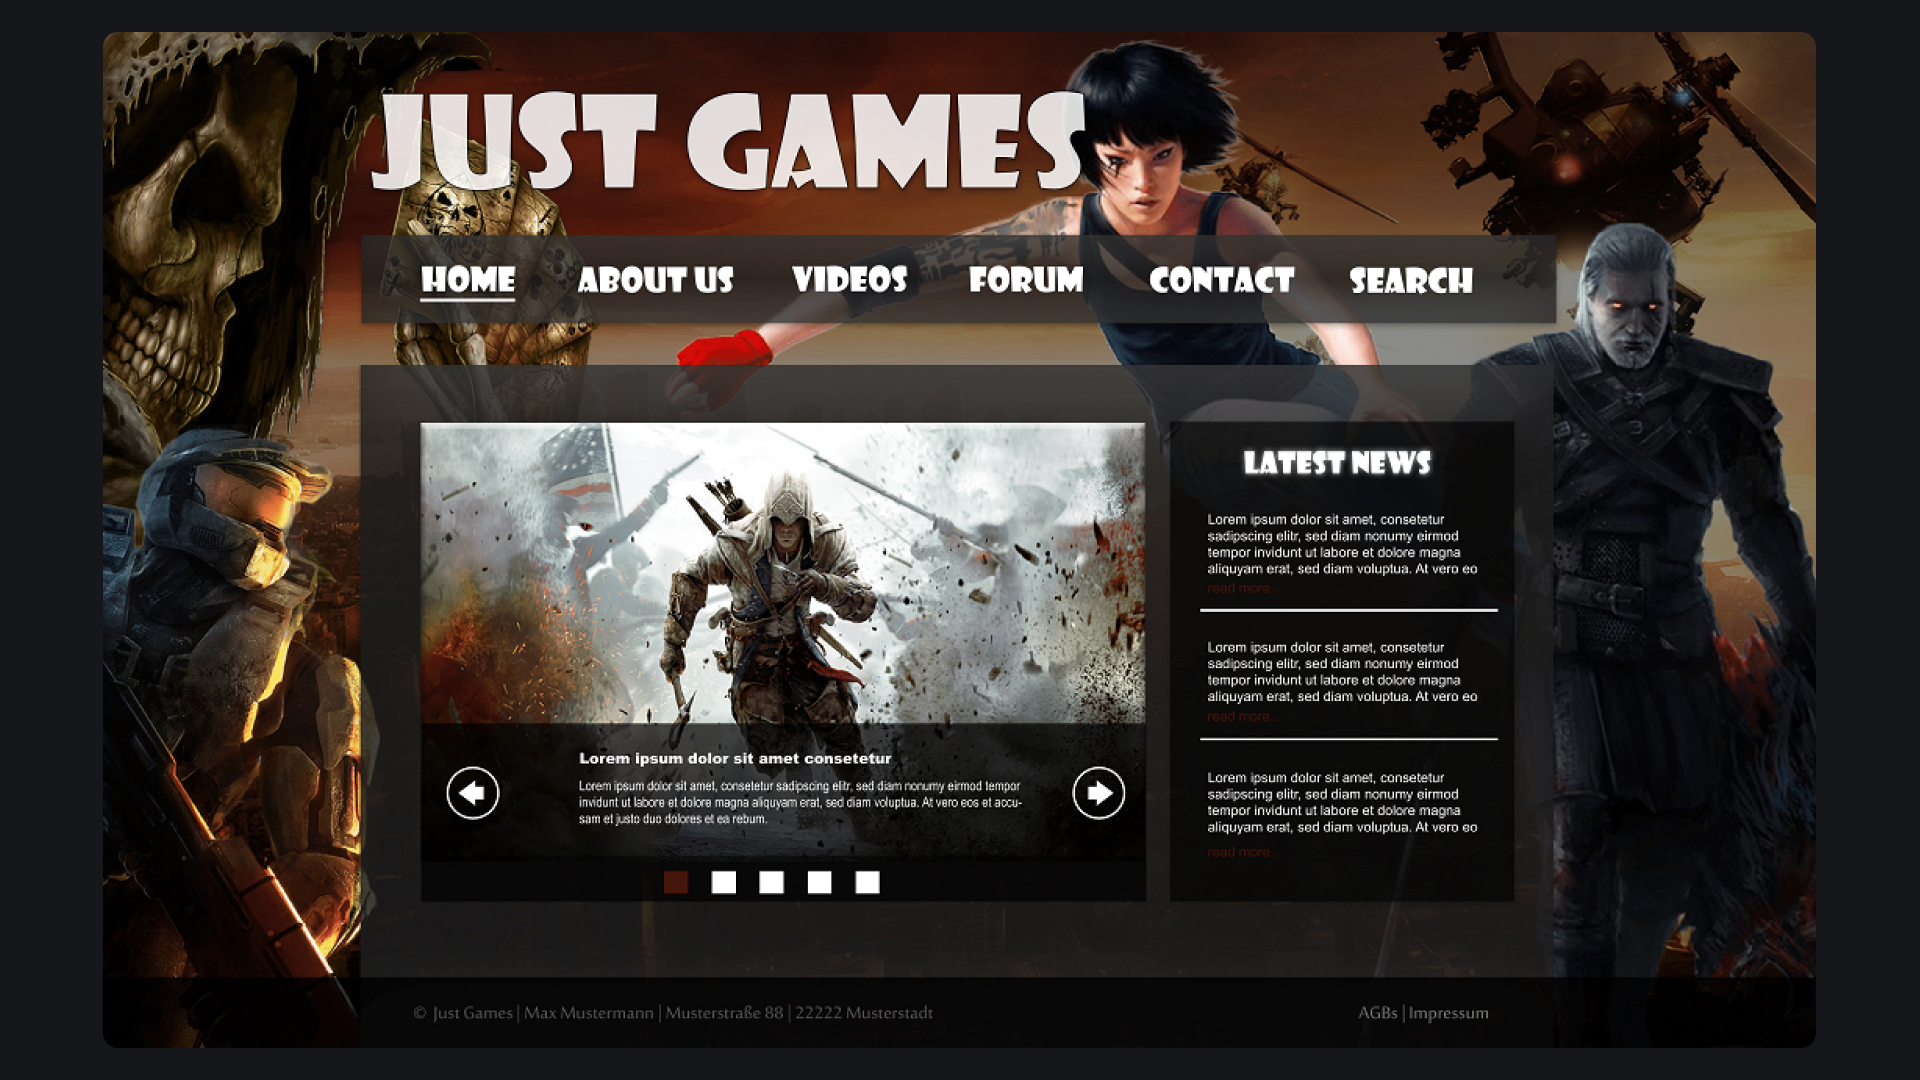 JUST GAMES
HOME ABOUT US VIDEOS FORUM CONTACT SEARCH
Lorem ipsum dolor sit amet consetetur
Lorem ipsum dolor sit amet, consetetur sadipscing elitr, sed diam nonumy eirmod tempor
invidunt ut labore et dolore magna aliquyam erat, sed diam voluptua. At vero eos et accu-
sam et justo duo dolores et ea rebum.
LATEST NEWS
Lorem ipsum dolor sit amet, consetetur
sadipscing elitr, sed diam nonumy eirmod
tempor invidunt ut labore et dolore magna
aliquyam erat, sed diam voluptua. At vero eo
read more...
Lorem ipsum dolor sit amet, consetetur
sadipscing elitr, sed diam nonumy eirmod
tempor invidunt ut labore et dolore magna
aliquyam erat, sed diam voluptua. At vero eo
read more...
Lorem ipsum dolor sit amet, consetetur
sadipscing elitr, sed diam nonumy eirmod
tempor invidunt ut labore et dolore magna
aliquyam erat, sed diam voluptua. At vero eo
read more...
© Just Games | Max Mustermann | Musterstraße 88 | 22222 Musterstadt
AGBs | Impressum